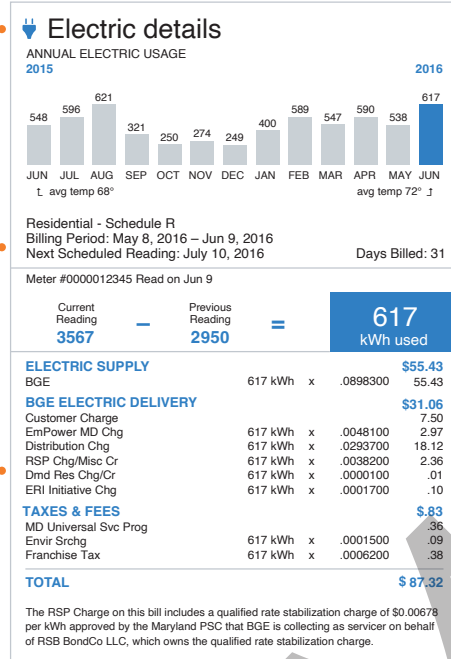 Electric details
ANNUAL ELECTRIC USAGE
2015 2016
548 596 621 321 250 274 249 400 589 547 590 538 617
JUN JUL AUG SEP OCT NOV DEC JAN FEB MAR APR MAY JUN
avg temp 68° avg temp 72°
Residential - Schedule R
Billing Period: May 8, 2016 – Jun 9, 2016
Next Scheduled Reading: July 10, 2016 Days Billed: 31
Meter #0000012345 Read on Jun 9
Current Reading 3567 – Previous Reading 2950 = 617 kWh used
ELECTRIC SUPPLY $55.43
BGE 617 kWh x .0898300 55.43
BGE ELECTRIC DELIVERY $31.06
Customer Charge 7.50
EmPower MD Chg 617 kWh x .0048100 2.97
Distribution Chg 617 kWh x .0293700 18.12
RSP Chg/Misc Cr 617 kWh x .0038200 2.36
Dmd Res Chg/Cr 617 kWh x .0000100 .01
ERI Initiative Chg 617 kWh x .0001700 .10
TAXES & FEES $.83
MD Universal Svc Prog .36
Envir Srchg 617 kWh x .0001500 .09
Franchise Tax 617 kWh x .0006200 .38
TOTAL $ 87.32
The RSP Charge on this bill includes a qualified rate stabilization charge of $0.00678
per kWh approved by the Maryland PSC that BGE is collecting as servicer on behalf
of RSB BondCo LLC, which owns the qualified rate stabilization charge.